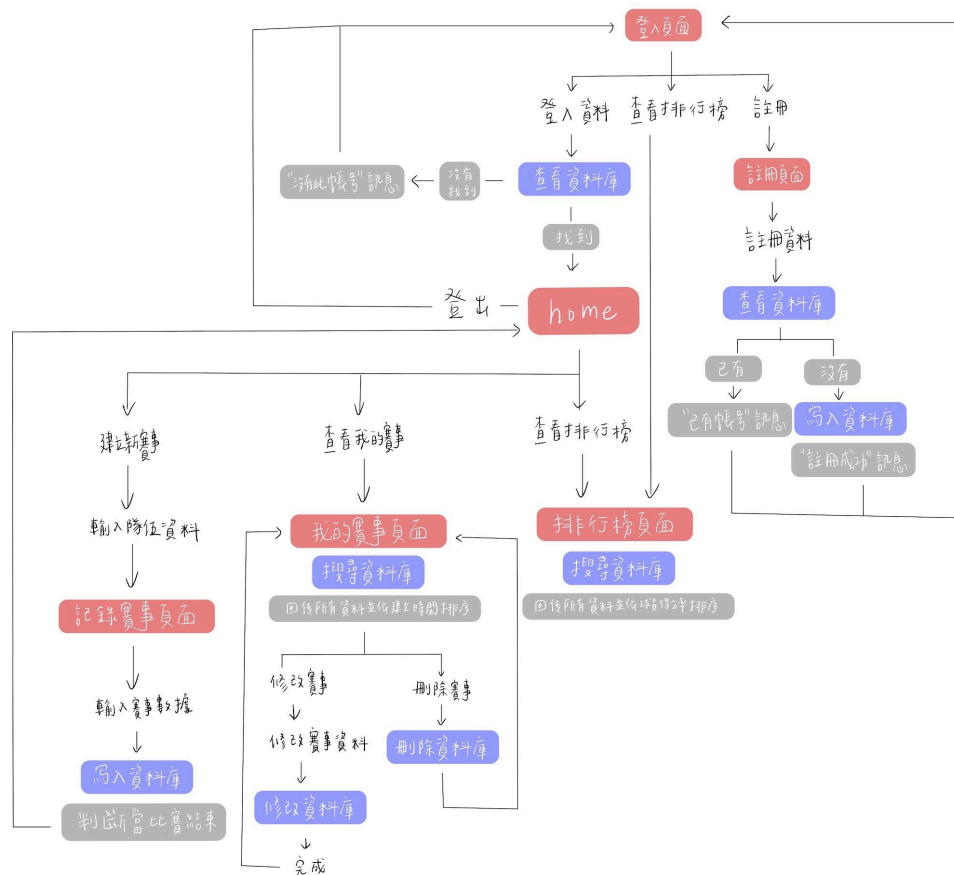 登入頁面
登入資料 查看排行榜 註冊
"沒有此帳号"訊息
沒有
找到
查看資料庫
註冊頁面
找到
註冊資料
登出
home
查看資料庫
已有
沒有
"已有帳号"訊息
写入資料庫
"註冊成功"訊息
建立新賽事
查看我的賽事
查看排行榜
輸入隊伍資料
我的賽事頁面
排行榜頁面
搜尋資料庫
搜尋資料庫
回傳所有資料並依建立時間排序
回傳所有資料並依球員
排序
記錄賽事頁面
修改賽事
刪除賽事
輸入賽事數據
修改賽事資料
刪除資料庫
写入資料庫
判斷當比賽結束
修改資料庫
完成